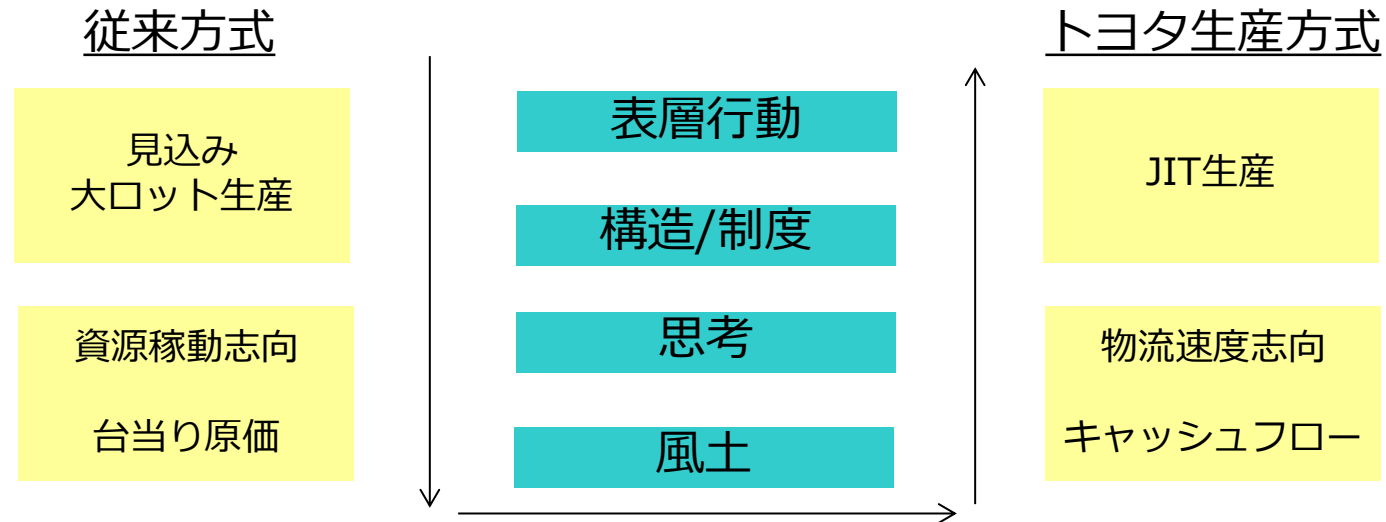 従来方式
トヨタ生産方式
見込み
大ロット生産
表層行動
構造/制度
JIT生産
資源稼動志向
台当り原価
思考
風土
物流速度志向
キャッシュフロー